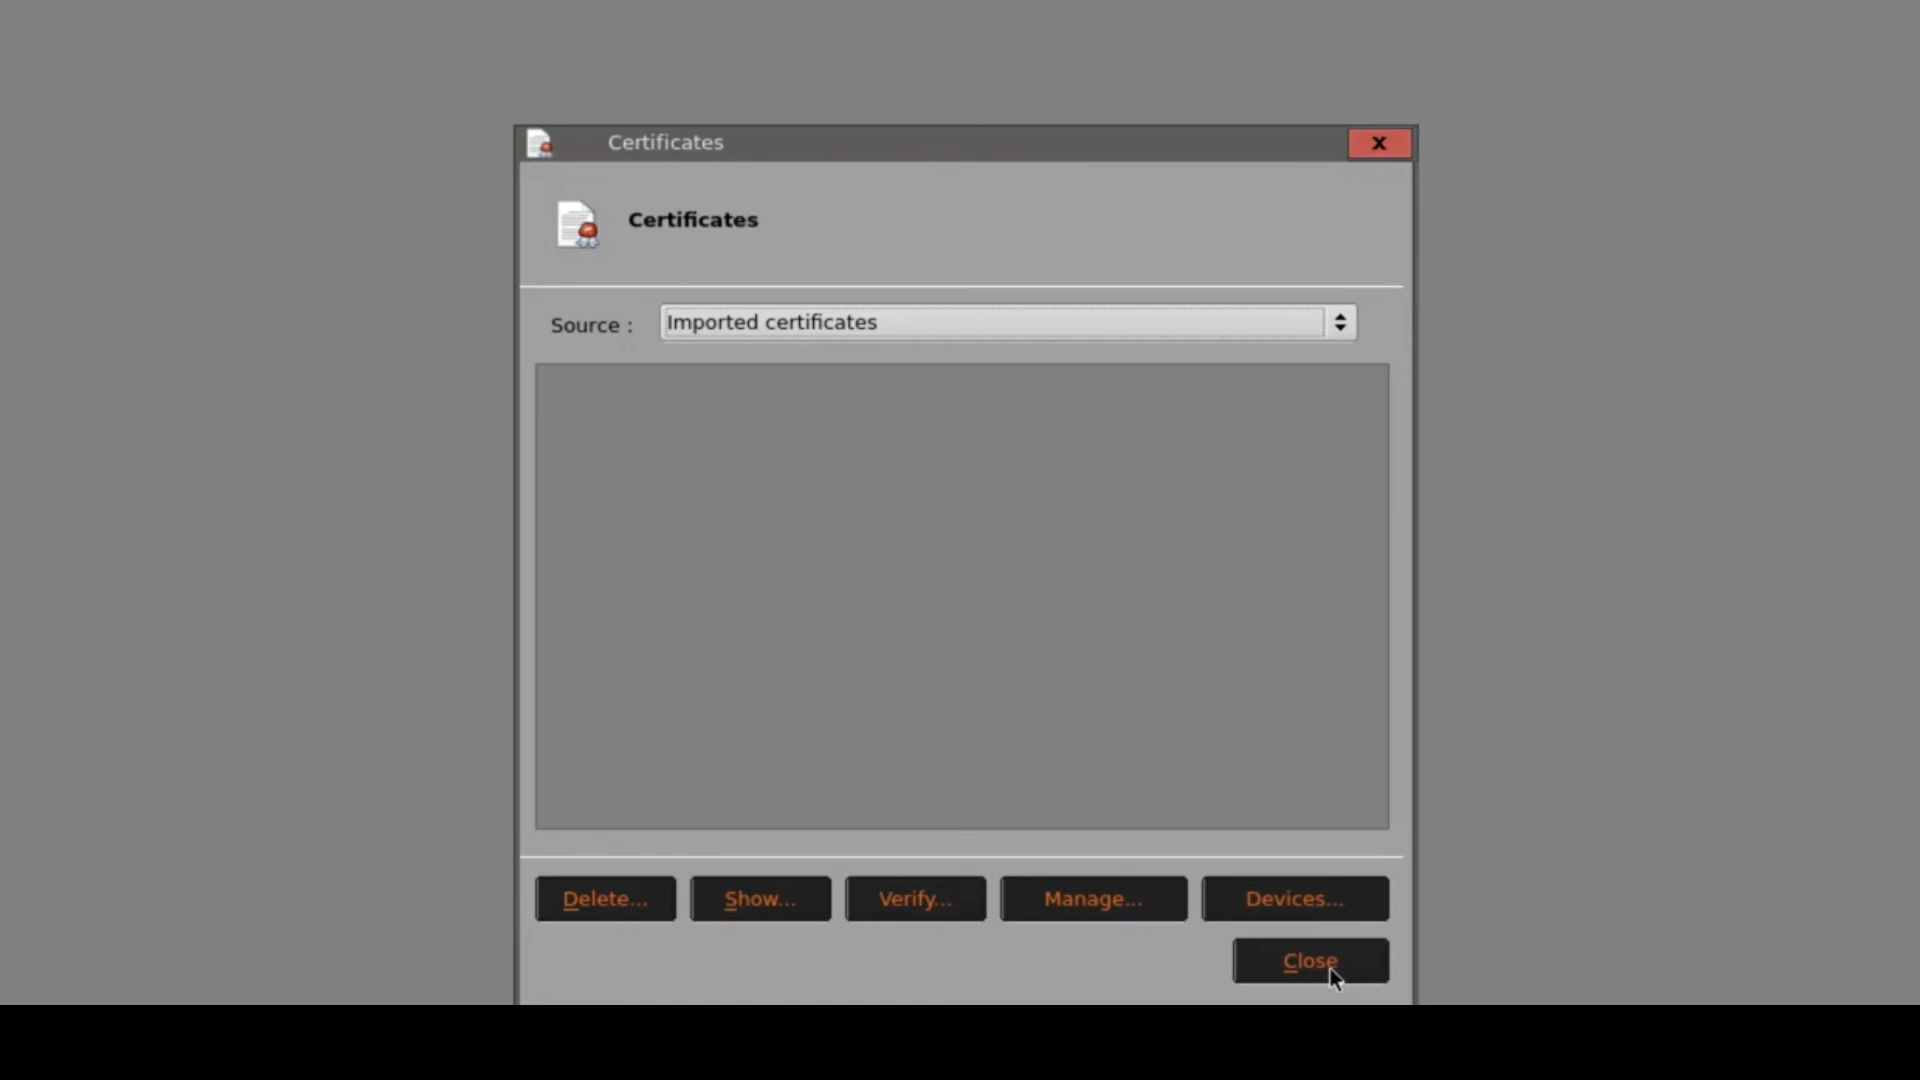 Certificates
x
Certificates
Source : Imported certificates
Delete... Show... Verify... Manage... Devices...
Close